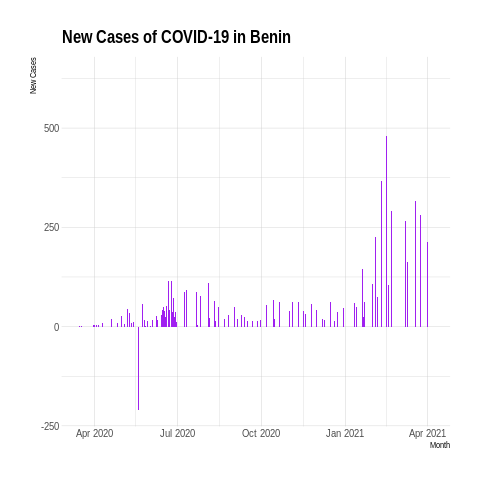 New Cases of COVID-19 in Benin
New Cases
500
250
0
-250
Apr 2020 Jul 2020 Oct 2020 Jan 2021 Apr 2021
Month